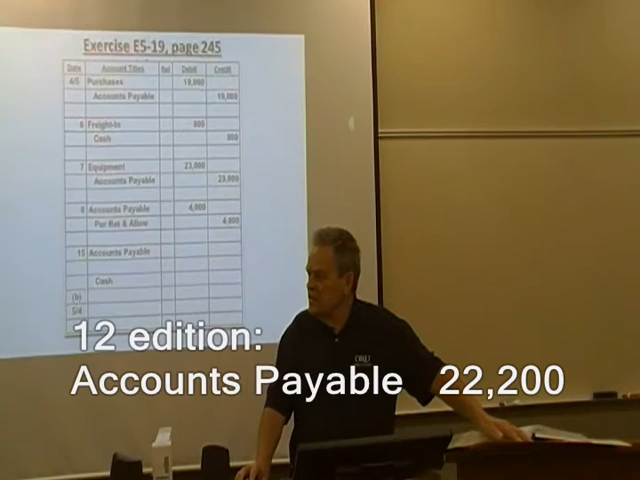 Exercise E5-19, page 245
Date Account Titles Ref Debit Credit
4/5 Purchases 19,000
Accounts Payable 19,000
6 Freight-In 800
Cash 800
7 Equipment 23,000
Accounts Payable 23,000
8 Accounts Payable 4,000
Pur Ret & Allow 4,000
15 Accounts Payable
Cash
(b)
5/4
12 edition:
Accounts Payable 22,200
ORU